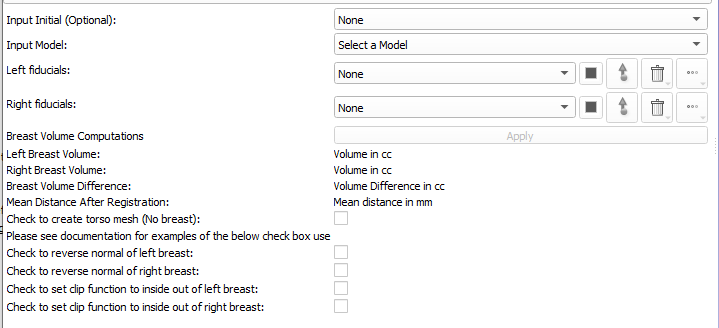 Input Initial (Optional): None
Input Model: Select a Model
Left fiducials: None
Right fiducials: None
Breast Volume Computations Apply
Left Breast Volume: Volume in cc
Right Breast Volume: Volume in cc
Breast Volume Difference: Volume Difference in cc
Mean Distance After Registration: Mean distance in mm
Check to create torso mesh (No breast):
Please see documentation for examples of the below check box use
Check to reverse normal of left breast:
Check to reverse normal of right breast:
Check to set clip function to inside out of left breast:
Check to set clip function to inside out of right breast: